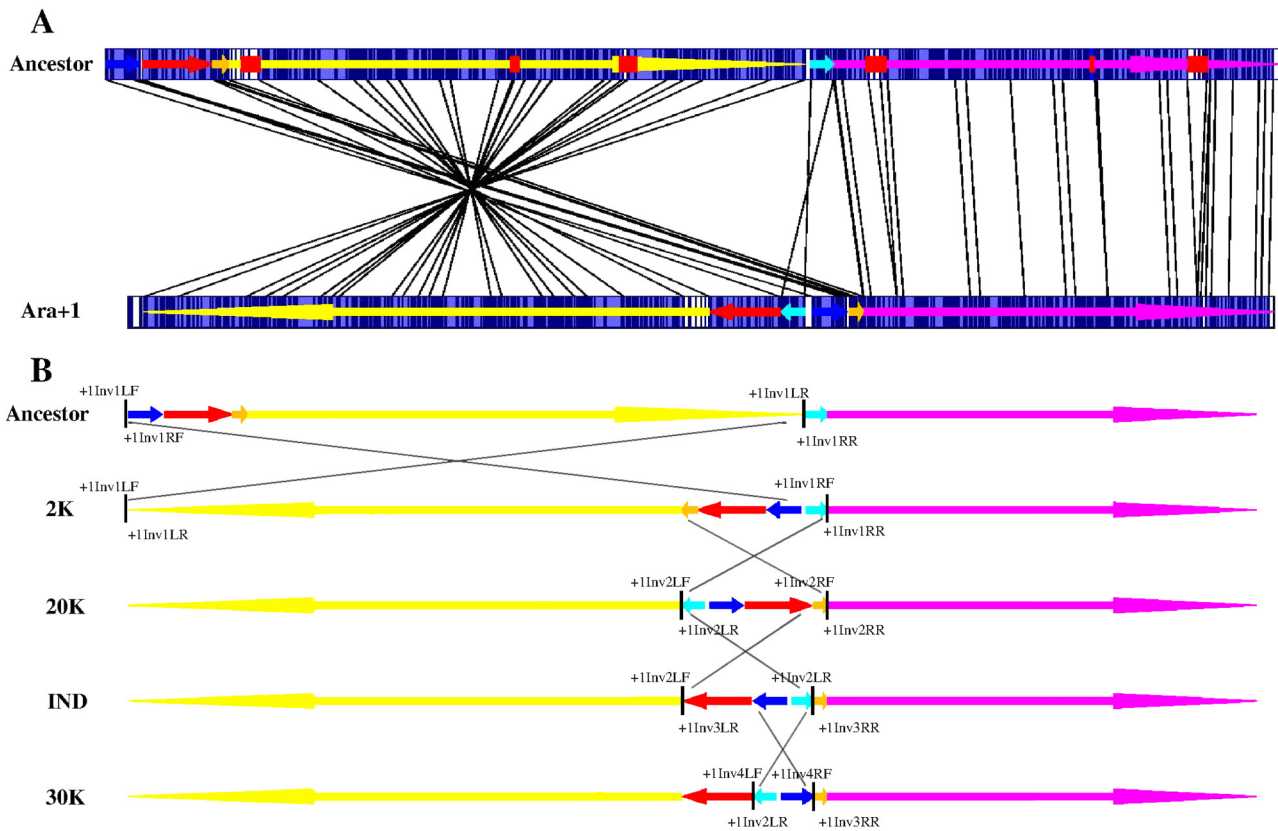 A
Ancestor
Ara+1
B
+1Inv1LF +1Inv1LR
Ancestor
+1Inv1RF +1Inv1RR
+1Inv1LF +1Inv1RF
2K
+1Inv1LR +1Inv1RR
+1Inv2LF +1Inv2RF
20K
+1Inv2LR +1Inv2RR
+1Inv2LF +1Inv2LR
IND
+1Inv3LR +1Inv3RR
+1Inv4LF +1Inv4RF
30K
+1Inv2LR +1Inv3RR